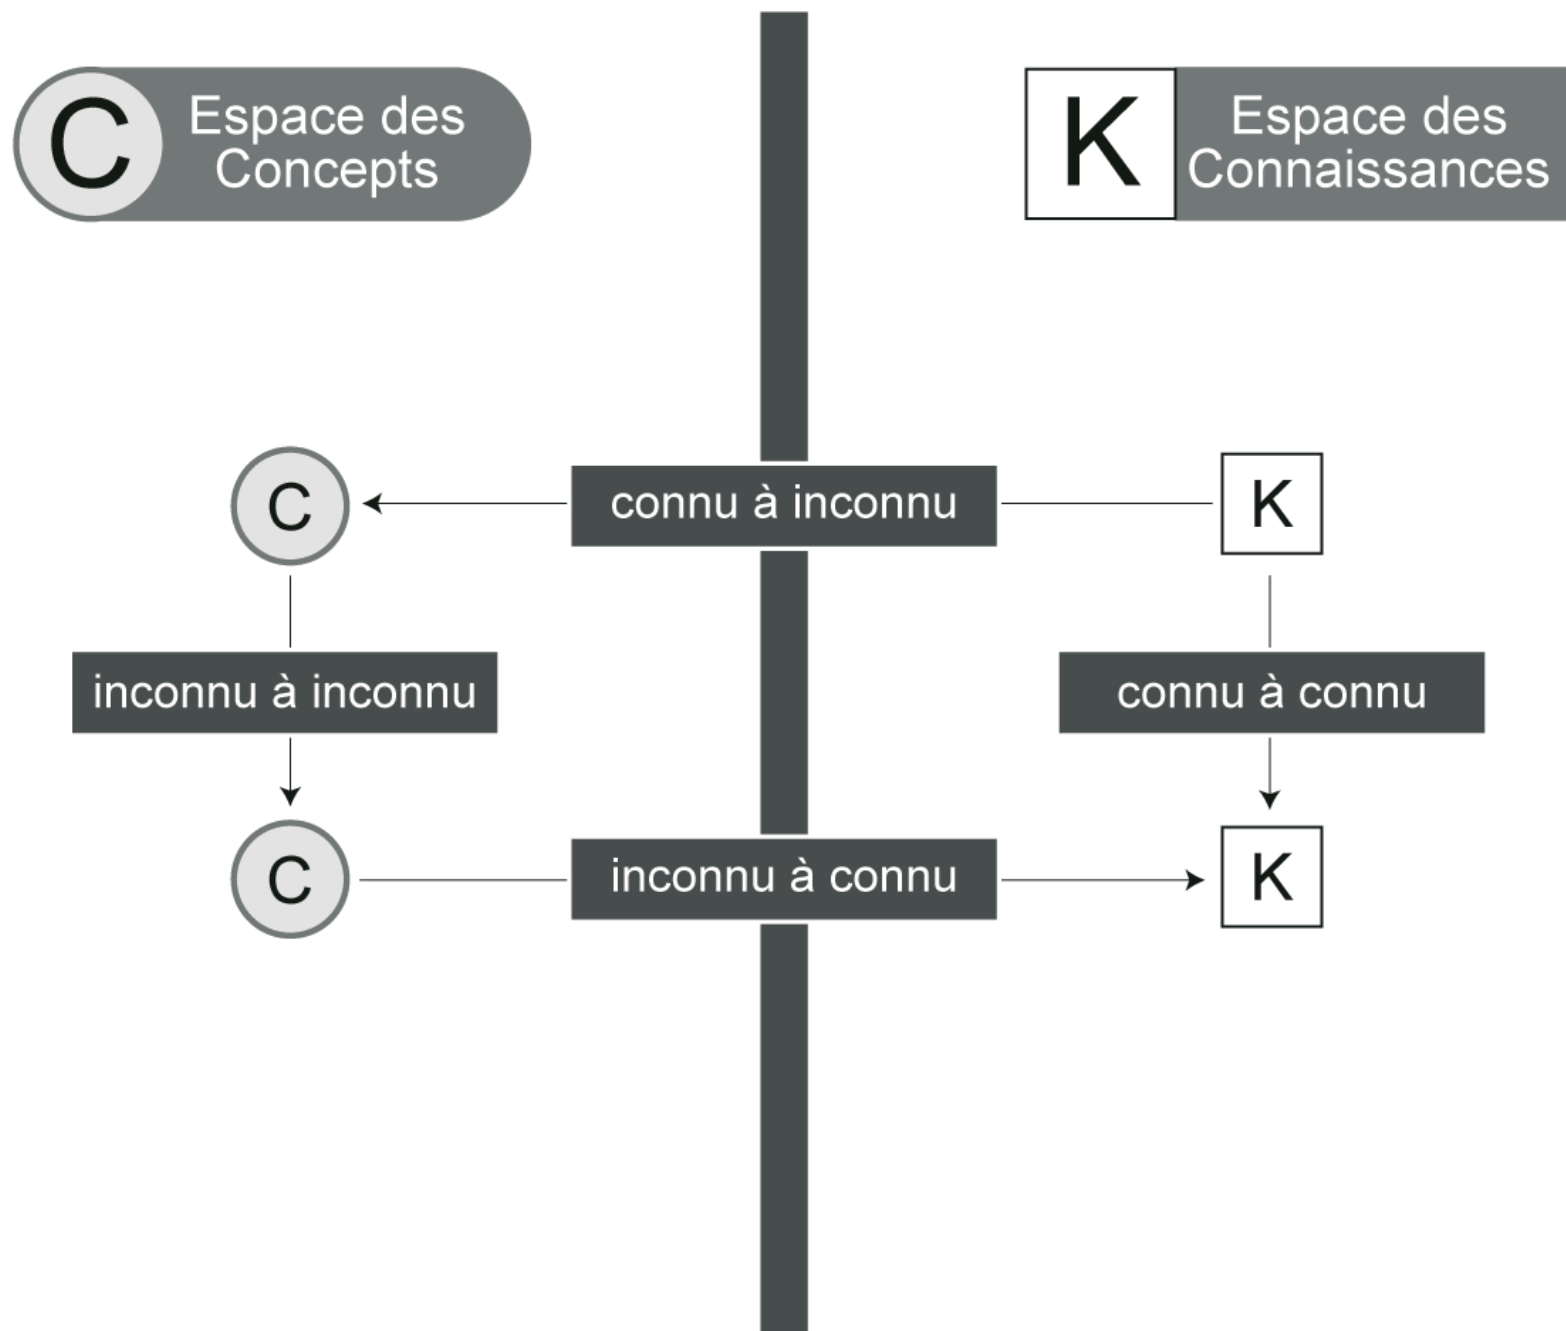 C
Espace des
Concepts
K
Espace des
Connaissances
C
connu à inconnu
K
inconnu à inconnu
connu à connu
C
inconnu à connu
K